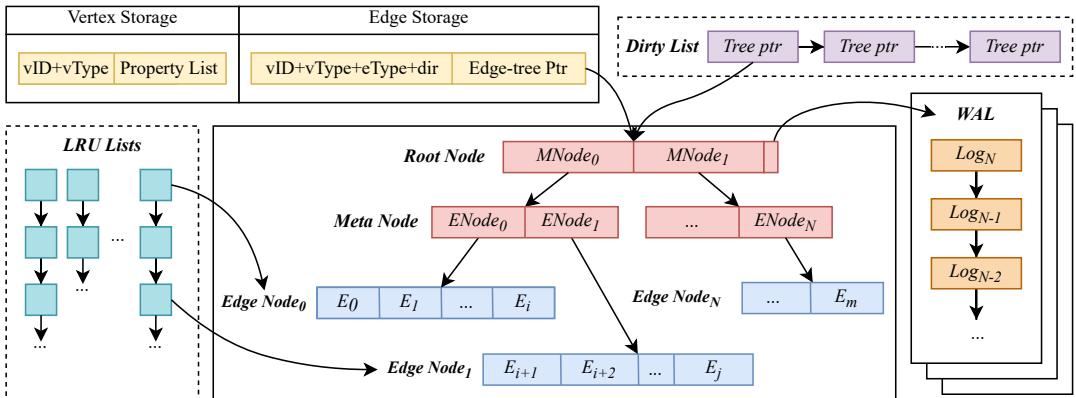 Vertex Storage
Edge Storage
vID+vType Property List
vID+vType+eType+dir Edge-tree Ptr
Dirty List Tree ptr Tree ptr ... Tree ptr
LRU Lists
...
...
...
...
Root Node MNode0 MNode1
Meta Node ENode0 ENode1 ... ENodeN
Edge Node0 E0 E1 ... Ei
Edge NodeN ... Em
Edge Node1 Ei+1 Ei+2 ... Ej
WAL
LogN
LogN-1
LogN-2
...